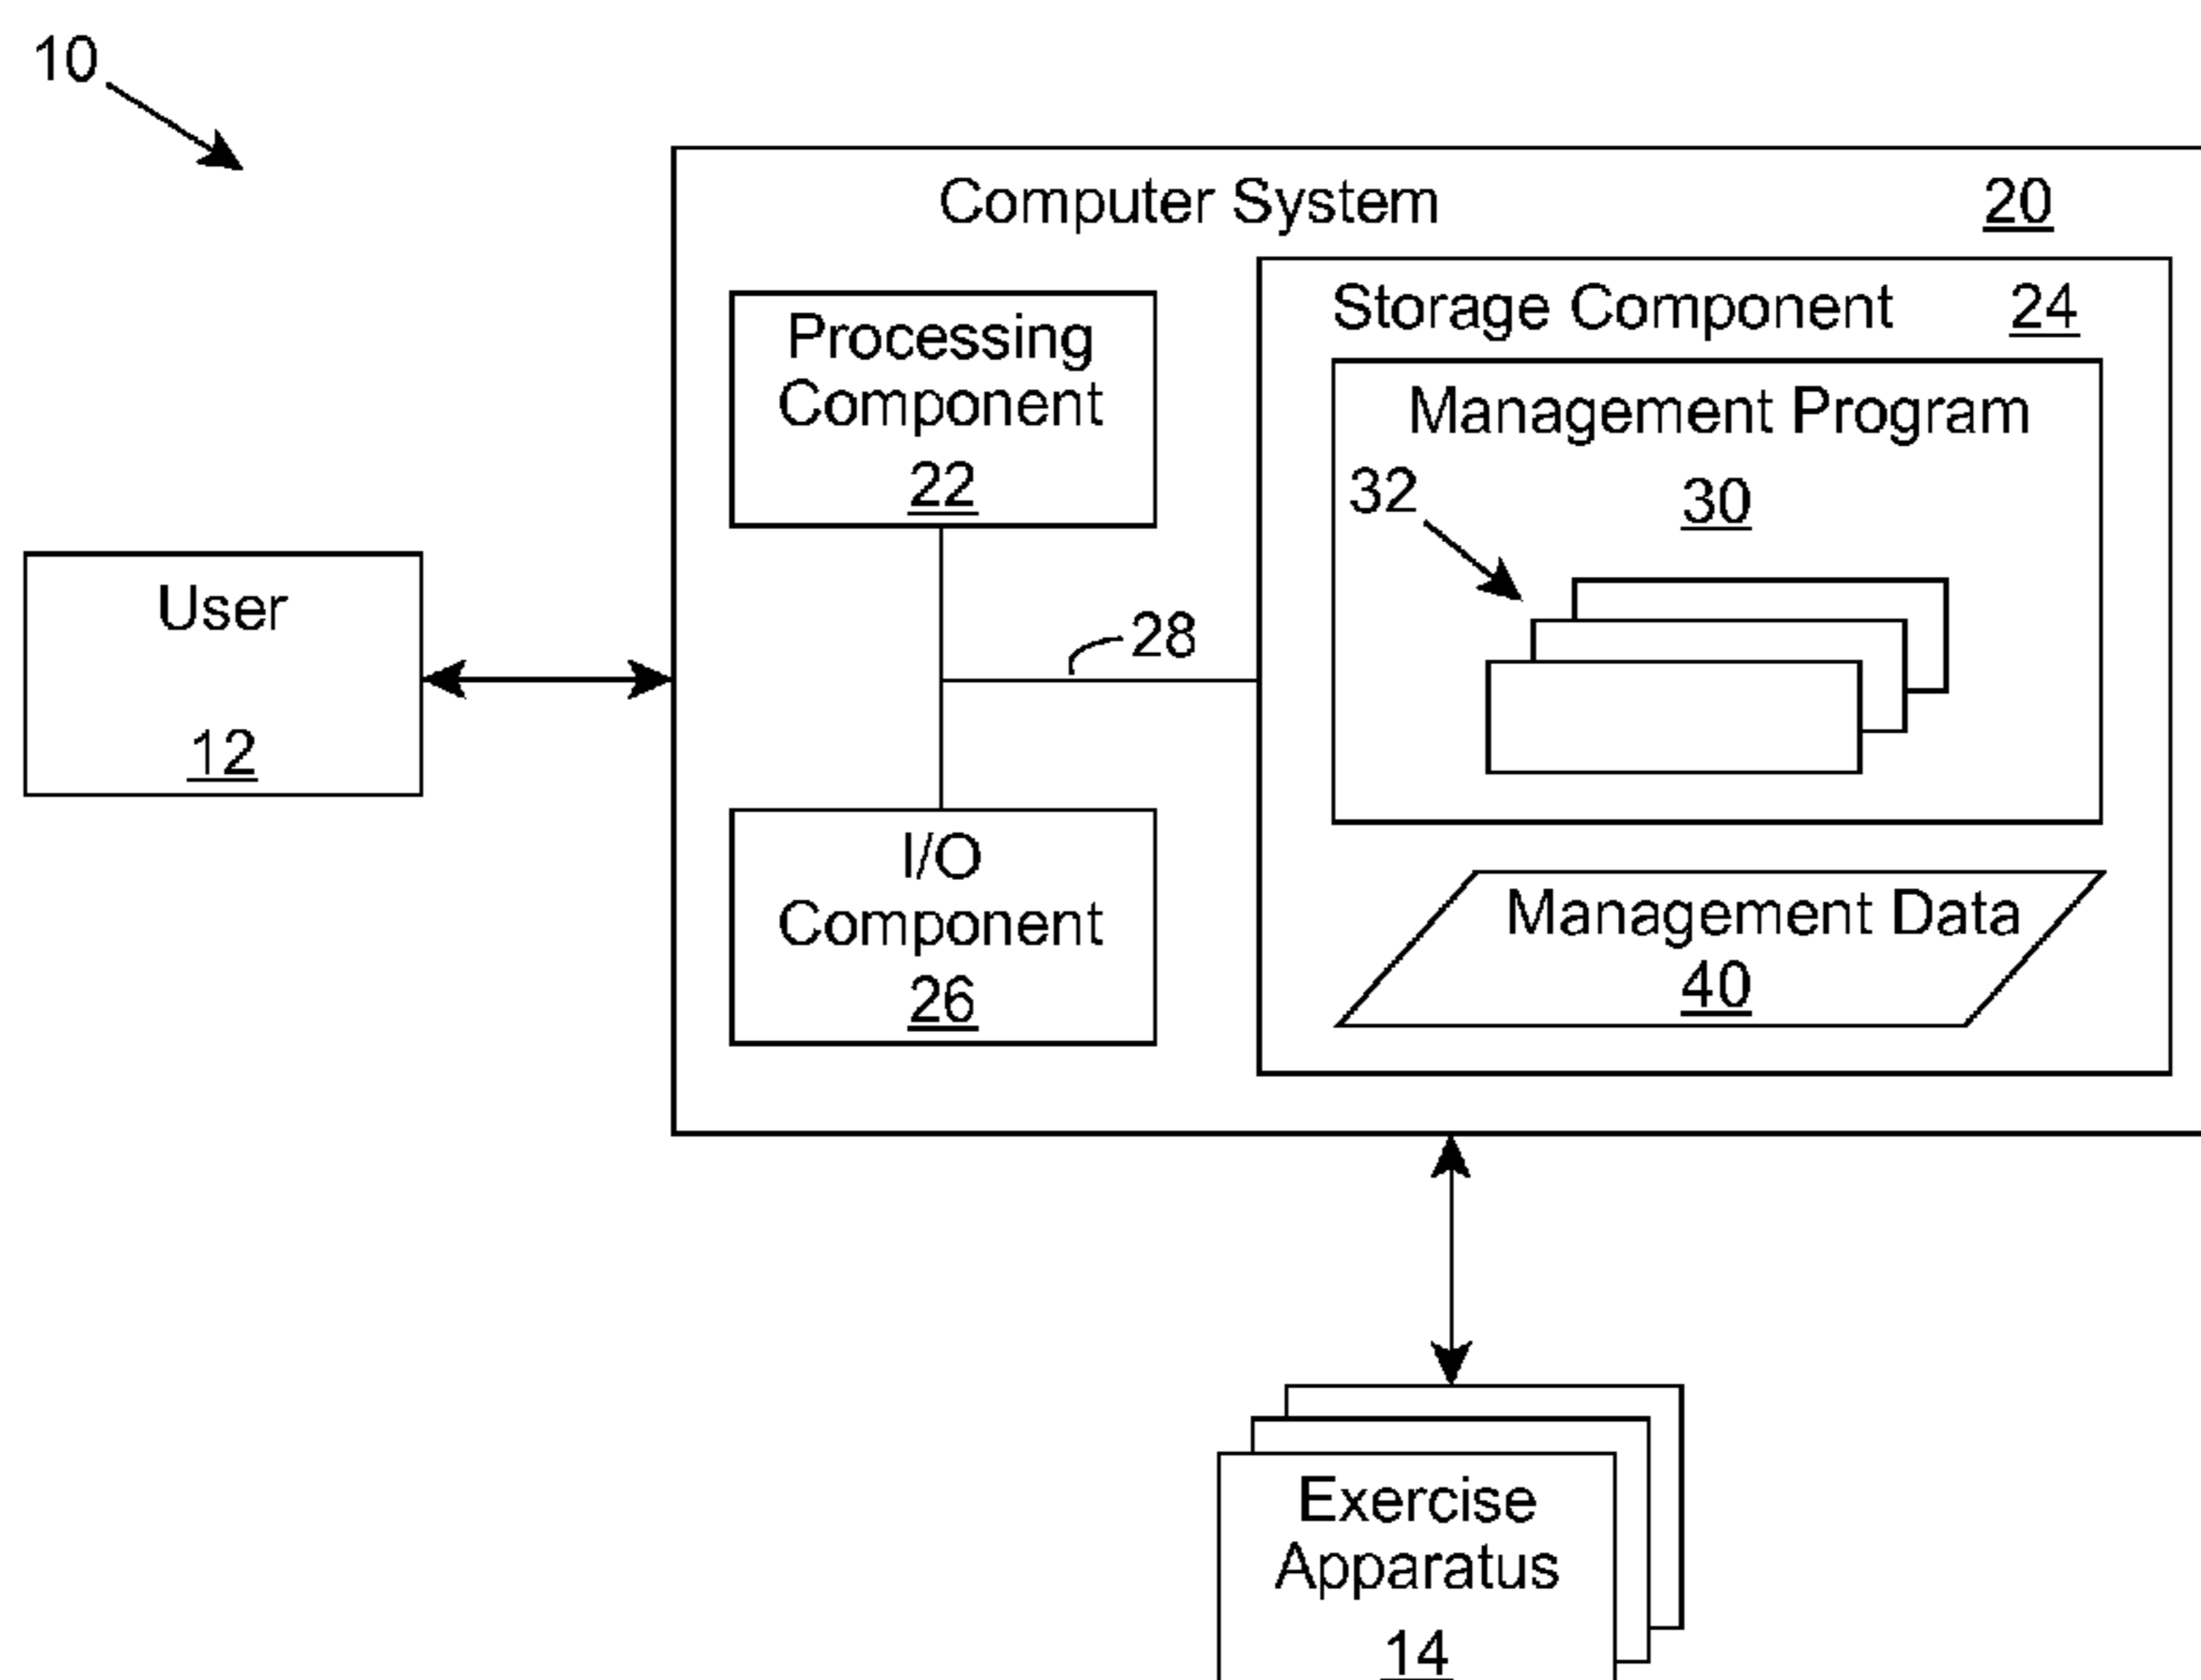 10
Computer System 20
Processing
Component
22
Storage Component 24
Management Program
30
32
User
12
28
I/O
Component
26
Management Data
40
Exercise
Apparatus
14